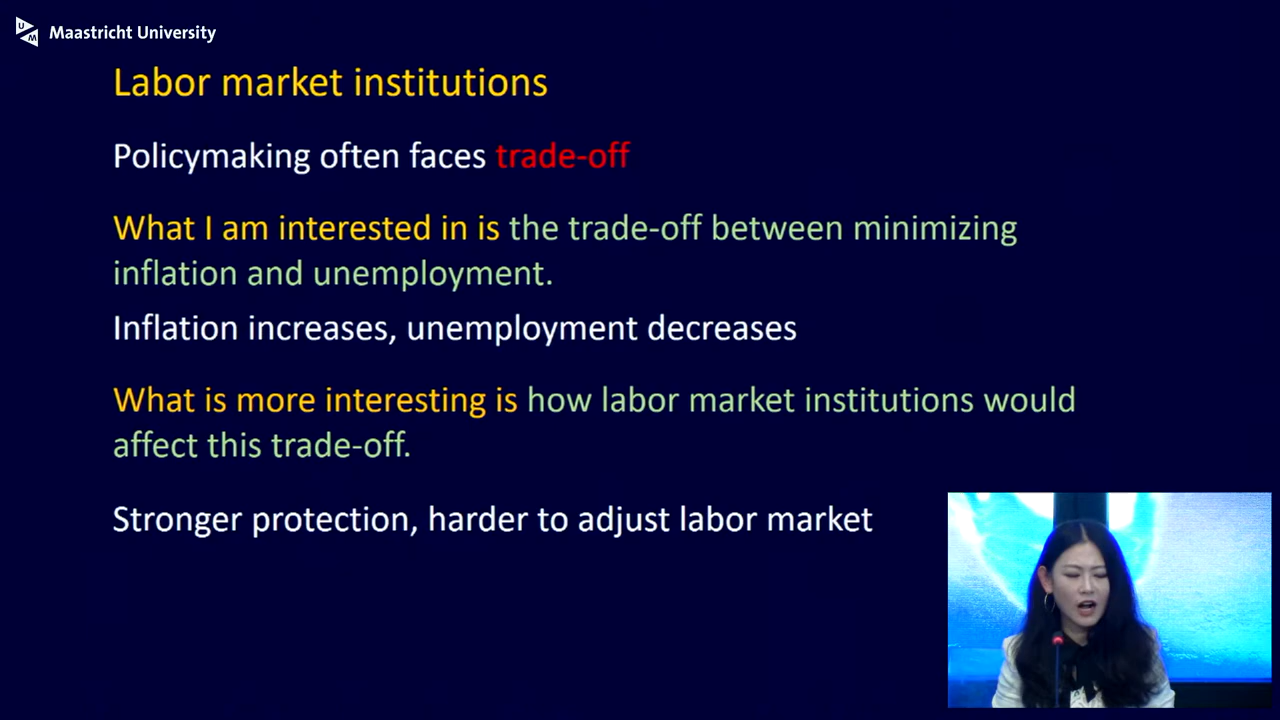 Maastricht University
Labor market institutions
Policymaking often faces trade-off
What I am interested in is the trade-off between minimizing
inflation and unemployment.
Inflation increases, unemployment decreases
What is more interesting is how labor market institutions would
affect this trade-off.
Stronger protection, harder to adjust labor market